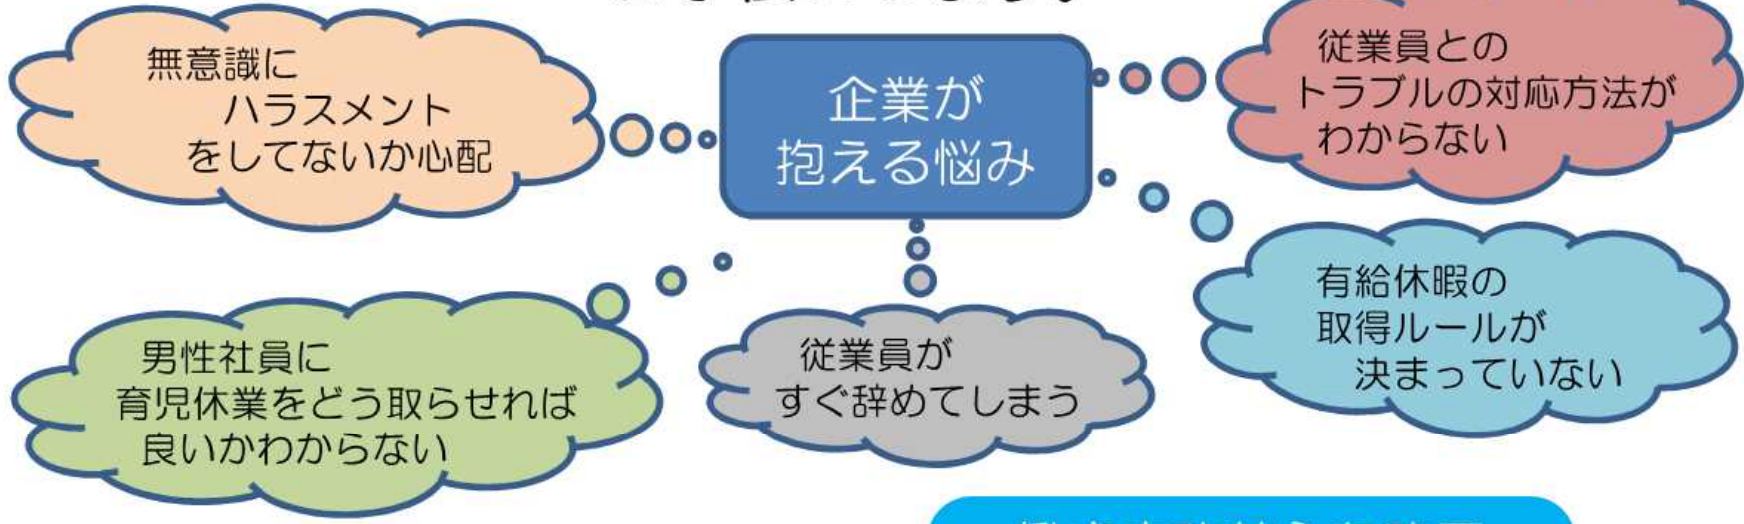 無意識に
ハラスメント
をしてないか心配
企業が
抱える悩み
従業員との
トラブルの対応方法が
わからない
男性社員に
育児休業をどう取らせれば
良いかわからない
従業員が
すぐ辞めてしまう
有給休暇の
取得ルールが
決まっていない